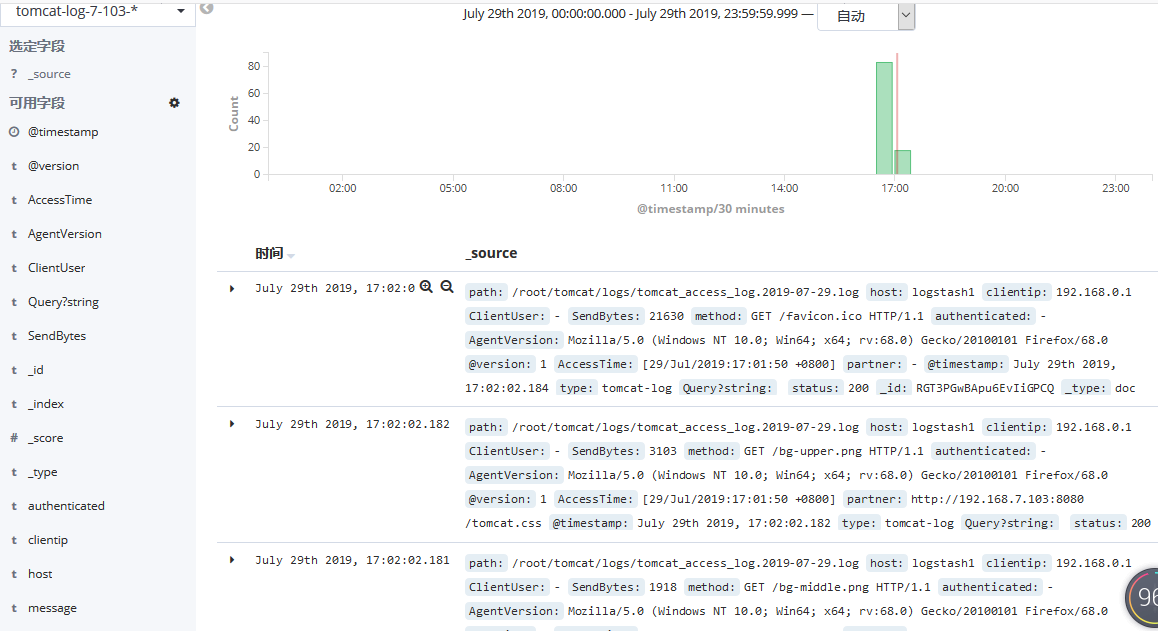 tomcat-log-7-103-*
选定字段
? _source
可用字段
@timestamp
t @version
t AccessTime
t AgentVersion
t ClientUser
t Query?string
t SendBytes
t _id
t _index
# _score
t _type
t authenticated
t clientip
t host
t message
July 29th 2019, 00:00:00.000 - July 29th 2019, 23:59:59.999 — 自动
Count
80
60
40
20
0
02:00 05:00 08:00 11:00 14:00 17:00 20:00 23:00
@timestamp/30 minutes
时间 _source
July 29th 2019, 17:02:0
path: /root/tomcat/logs/tomcat_access_log.2019-07-29.log host: logstash1 clientip: 192.168.0.1
ClientUser: - SendBytes: 21630 method: GET /favicon.ico HTTP/1.1 authenticated: -
AgentVersion: Mozilla/5.0 (Windows NT 10.0; Win64; x64; rv:68.0) Gecko/20100101 Firefox/68.0
@version: 1 AccessTime: [29/Jul/2019:17:01:50 +0800] partner: - @timestamp: July 29th 2019,
17:02:02.184 type: tomcat-log Query?string: status: 200 _id: RGT3PGwBApu6EvIiGPCQ _type: doc
July 29th 2019, 17:02:02.182
path: /root/tomcat/logs/tomcat_access_log.2019-07-29.log host: logstash1 clientip: 192.168.0.1
ClientUser: - SendBytes: 3103 method: GET /bg-upper.png HTTP/1.1 authenticated: -
AgentVersion: Mozilla/5.0 (Windows NT 10.0; Win64; x64; rv:68.0) Gecko/20100101 Firefox/68.0
@version: 1 AccessTime: [29/Jul/2019:17:01:50 +0800] partner: http://192.168.7.103:8080
/tomcat.css @timestamp: July 29th 2019, 17:02:02.182 type: tomcat-log Query?string: status: 200
July 29th 2019, 17:02:02.181
path: /root/tomcat/logs/tomcat_access_log.2019-07-29.log host: logstash1 clientip: 192.168.0.1
ClientUser: - SendBytes: 1918 method: GET /bg-middle.png HTTP/1.1 authenticated: -
AgentVersion: Mozilla/5.0 (Windows NT 10.0; Win64; x64; rv:68.0) Gecko/20100101 Firefox/68.0